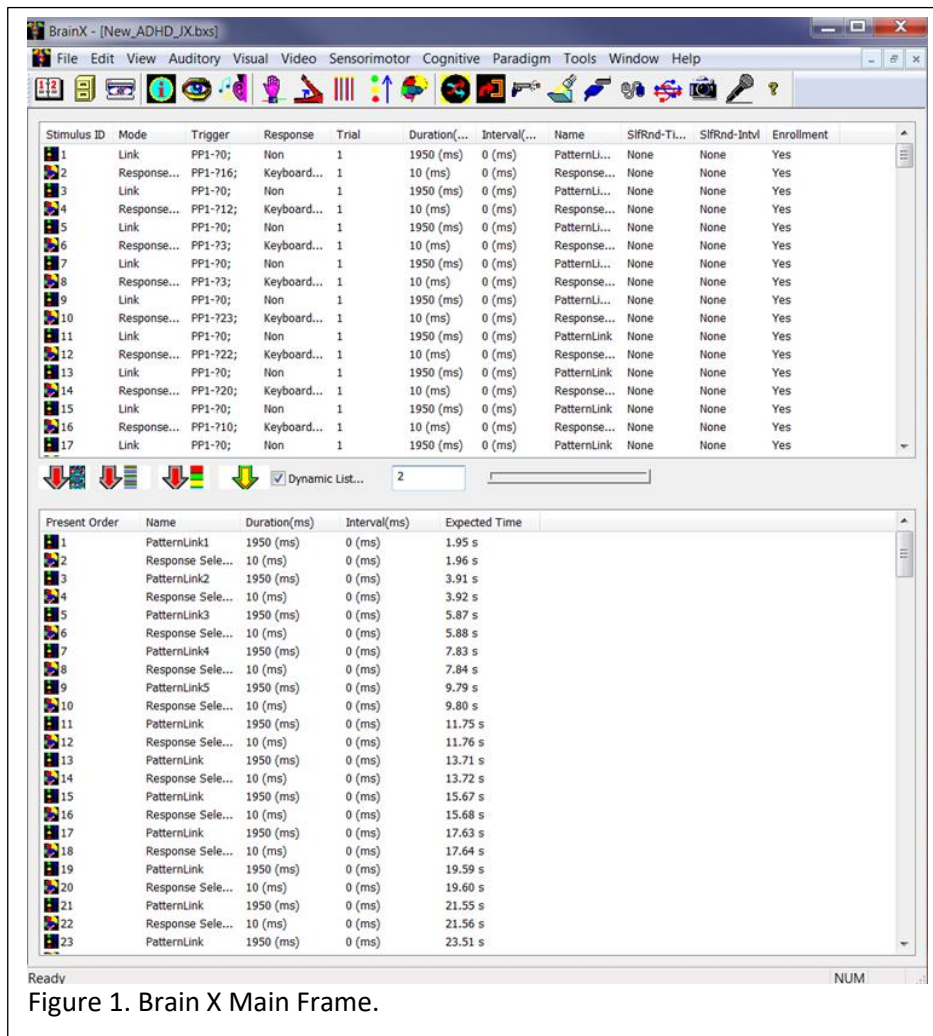 BrainX - [New_ADHD_JX.bxs]
File Edit View Auditory Visual Video Sensorimotor Cognitive Paradigm Tools Window Help
Stimulus ID Mode Trigger Response Trial Duration(... Interval(... Name SlfRnd-Ti... SlfRnd-Intvl Enrollment
1 Link PP1-?0; Non 1 1950 (ms) 0 (ms) PatternLi... None None Yes
2 Response... PP1-?16; Keyboard... 1 10 (ms) 0 (ms) Response... None None Yes
3 Link PP1-?0; Non 1 1950 (ms) 0 (ms) PatternLi... None None Yes
4 Response... PP1-?12; Keyboard... 1 10 (ms) 0 (ms) Response... None None Yes
5 Link PP1-?0; Non 1 1950 (ms) 0 (ms) PatternLi... None None Yes
6 Response... PP1-?3; Keyboard... 1 10 (ms) 0 (ms) Response... None None Yes
7 Link PP1-?0; Non 1 1950 (ms) 0 (ms) PatternLi... None None Yes
8 Response... PP1-?3; Keyboard... 1 10 (ms) 0 (ms) Response... None None Yes
9 Link PP1-?0; Non 1 1950 (ms) 0 (ms) PatternLi... None None Yes
10 Response... PP1-?23; Keyboard... 1 10 (ms) 0 (ms) Response... None None Yes
11 Link PP1-?0; Non 1 1950 (ms) 0 (ms) PatternLink None None Yes
12 Response... PP1-?22; Keyboard... 1 10 (ms) 0 (ms) Response... None None Yes
13 Link PP1-?0; Non 1 1950 (ms) 0 (ms) PatternLink None None Yes
14 Response... PP1-?20; Keyboard... 1 10 (ms) 0 (ms) Response... None None Yes
15 Link PP1-?0; Non 1 1950 (ms) 0 (ms) PatternLink None None Yes
16 Response... PP1-?10; Keyboard... 1 10 (ms) 0 (ms) Response... None None Yes
17 Link PP1-?0; Non 1 1950 (ms) 0 (ms) PatternLink None None Yes
Dynamic List... 2
Present Order Name Duration(ms) Interval(ms) Expected Time
1 PatternLink1 1950 (ms) 0 (ms) 1.95 s
2 Response Sele... 10 (ms) 0 (ms) 1.96 s
3 PatternLink2 1950 (ms) 0 (ms) 3.91 s
4 Response Sele... 10 (ms) 0 (ms) 3.92 s
5 PatternLink3 1950 (ms) 0 (ms) 5.87 s
6 Response Sele... 10 (ms) 0 (ms) 5.88 s
7 PatternLink4 1950 (ms) 0 (ms) 7.83 s
8 Response Sele... 10 (ms) 0 (ms) 7.84 s
9 PatternLink5 1950 (ms) 0 (ms) 9.79 s
10 Response Sele... 10 (ms) 0 (ms) 9.80 s
11 PatternLink 1950 (ms) 0 (ms) 11.75 s
12 Response Sele... 10 (ms) 0 (ms) 11.76 s
13 PatternLink 1950 (ms) 0 (ms) 13.71 s
14 Response Sele... 10 (ms) 0 (ms) 13.72 s
15 PatternLink 1950 (ms) 0 (ms) 15.67 s
16 Response Sele... 10 (ms) 0 (ms) 15.68 s
17 PatternLink 1950 (ms) 0 (ms) 17.63 s
18 Response Sele... 10 (ms) 0 (ms) 17.64 s
19 PatternLink 1950 (ms) 0 (ms) 19.59 s
20 Response Sele... 10 (ms) 0 (ms) 19.60 s
21 PatternLink 1950 (ms) 0 (ms) 21.55 s
22 Response Sele... 10 (ms) 0 (ms) 21.56 s
23 PatternLink 1950 (ms) 0 (ms) 23.51 s
Ready NUM
Figure 1. Brain X Main Frame.